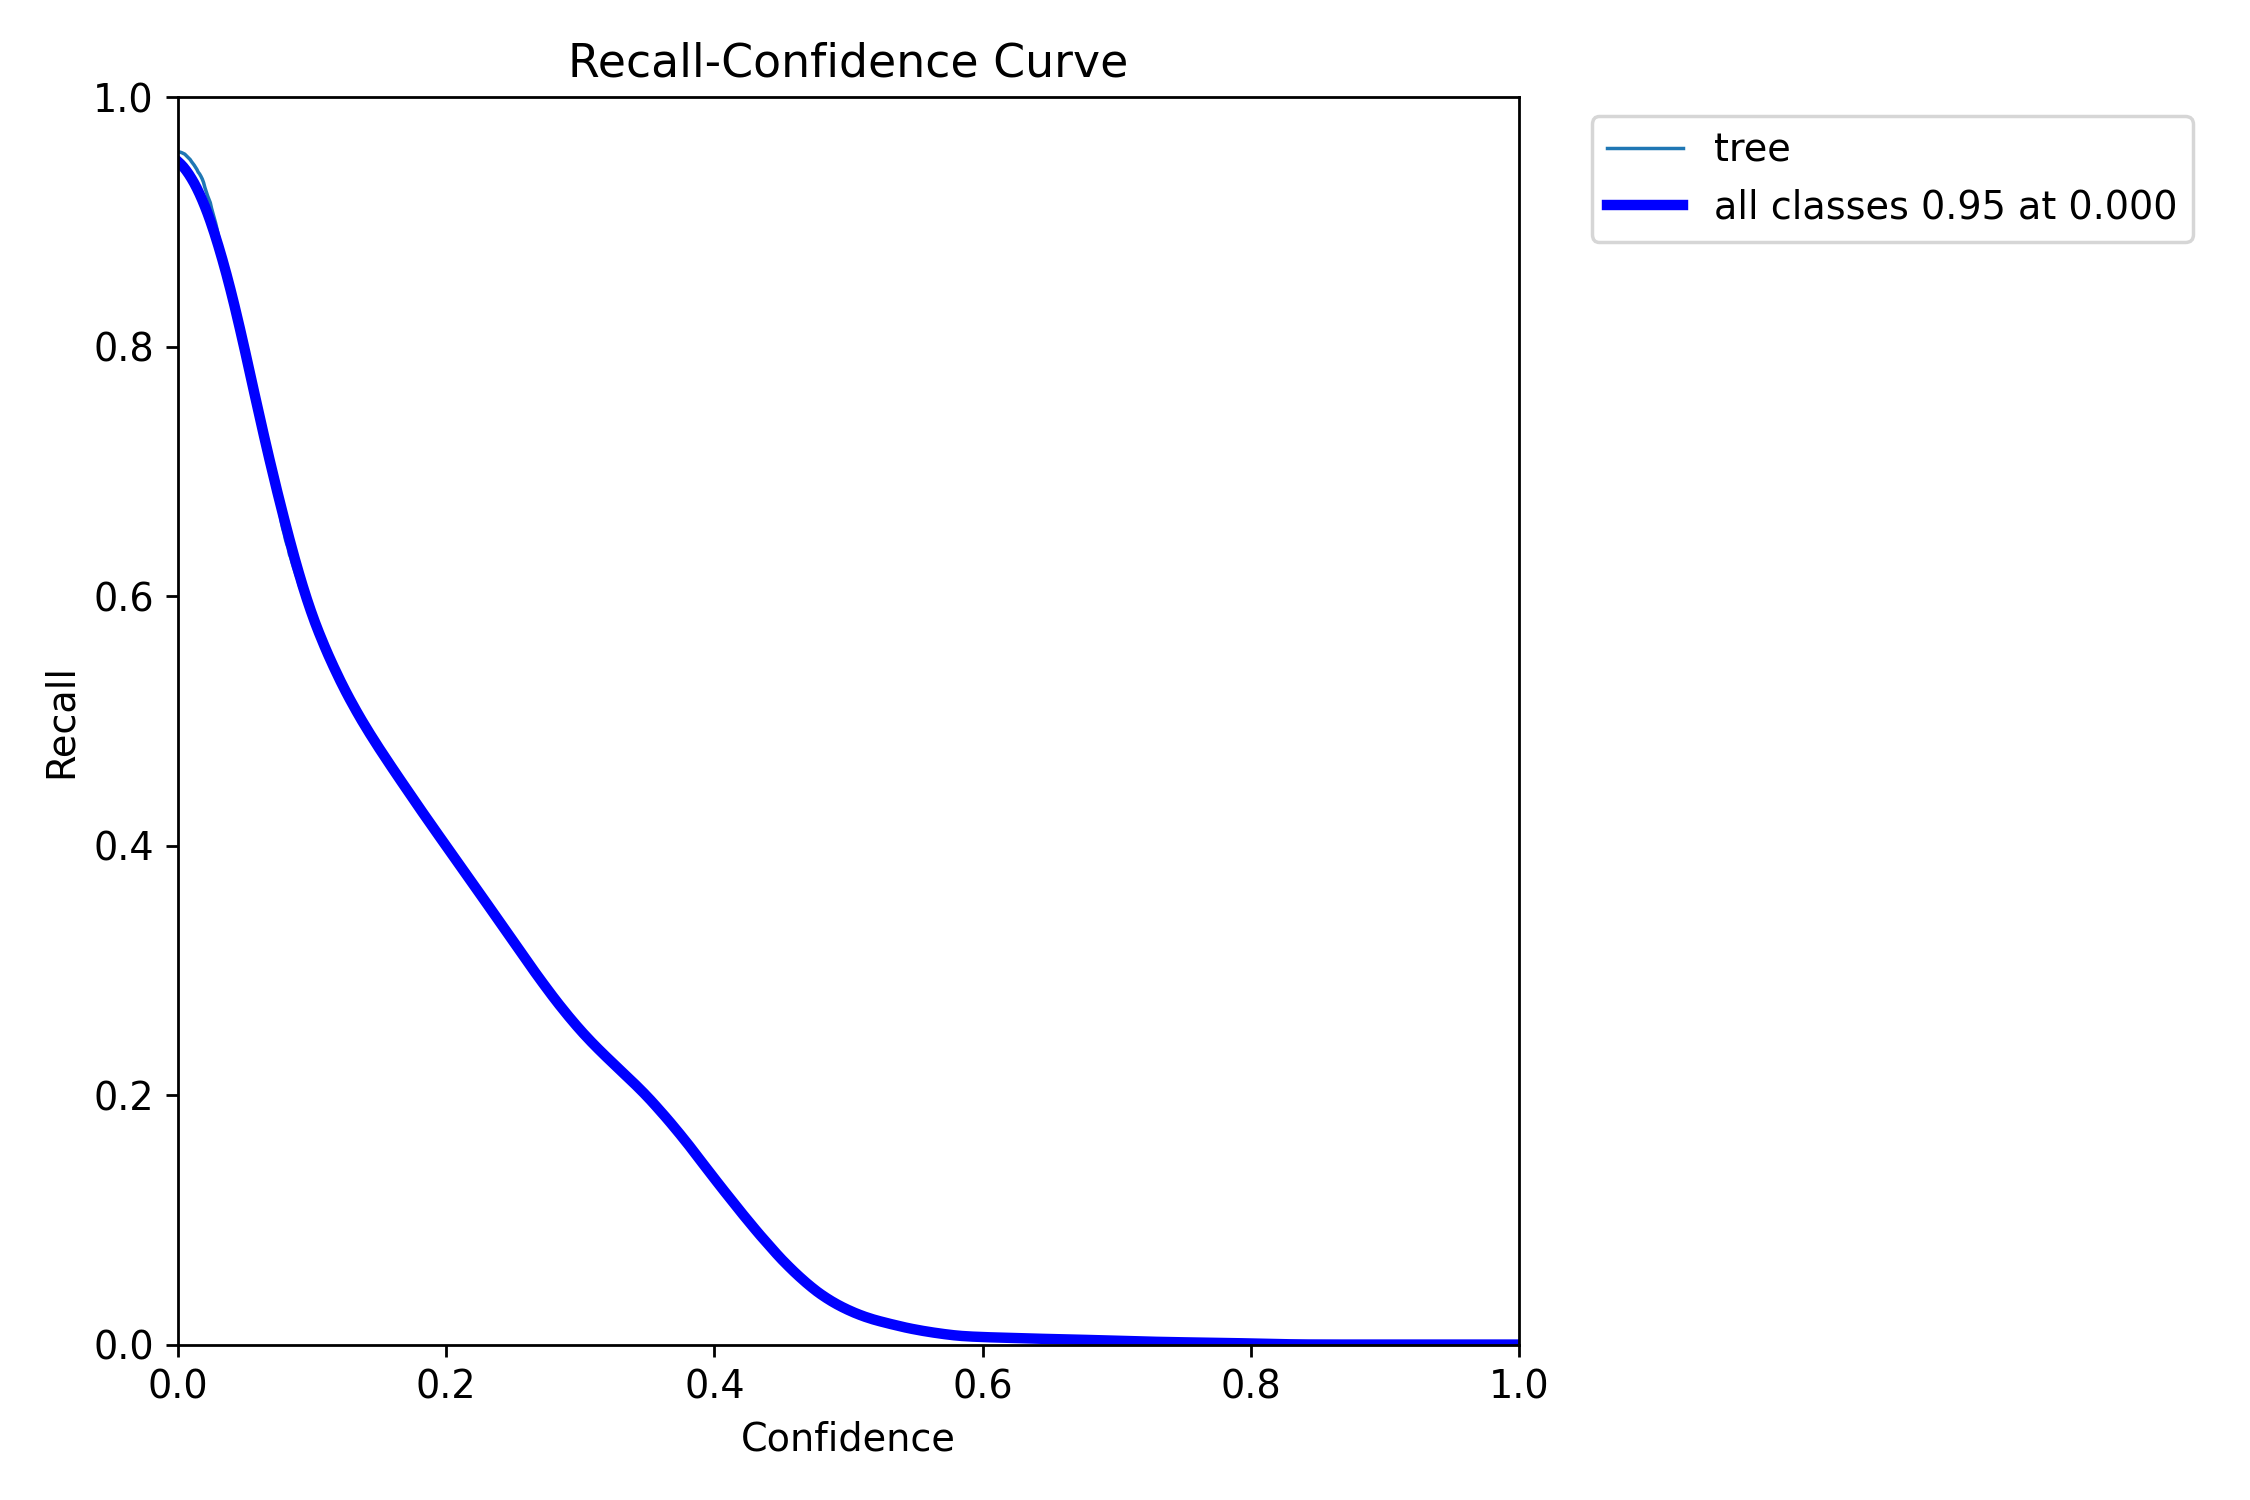 Recall-Confidence Curve
tree
all classes 0.95 at 0.000
1.0
0.8
0.6
0.4
0.2
0.0
Recall
0.0 0.2 0.4 0.6 0.8 1.0
Confidence